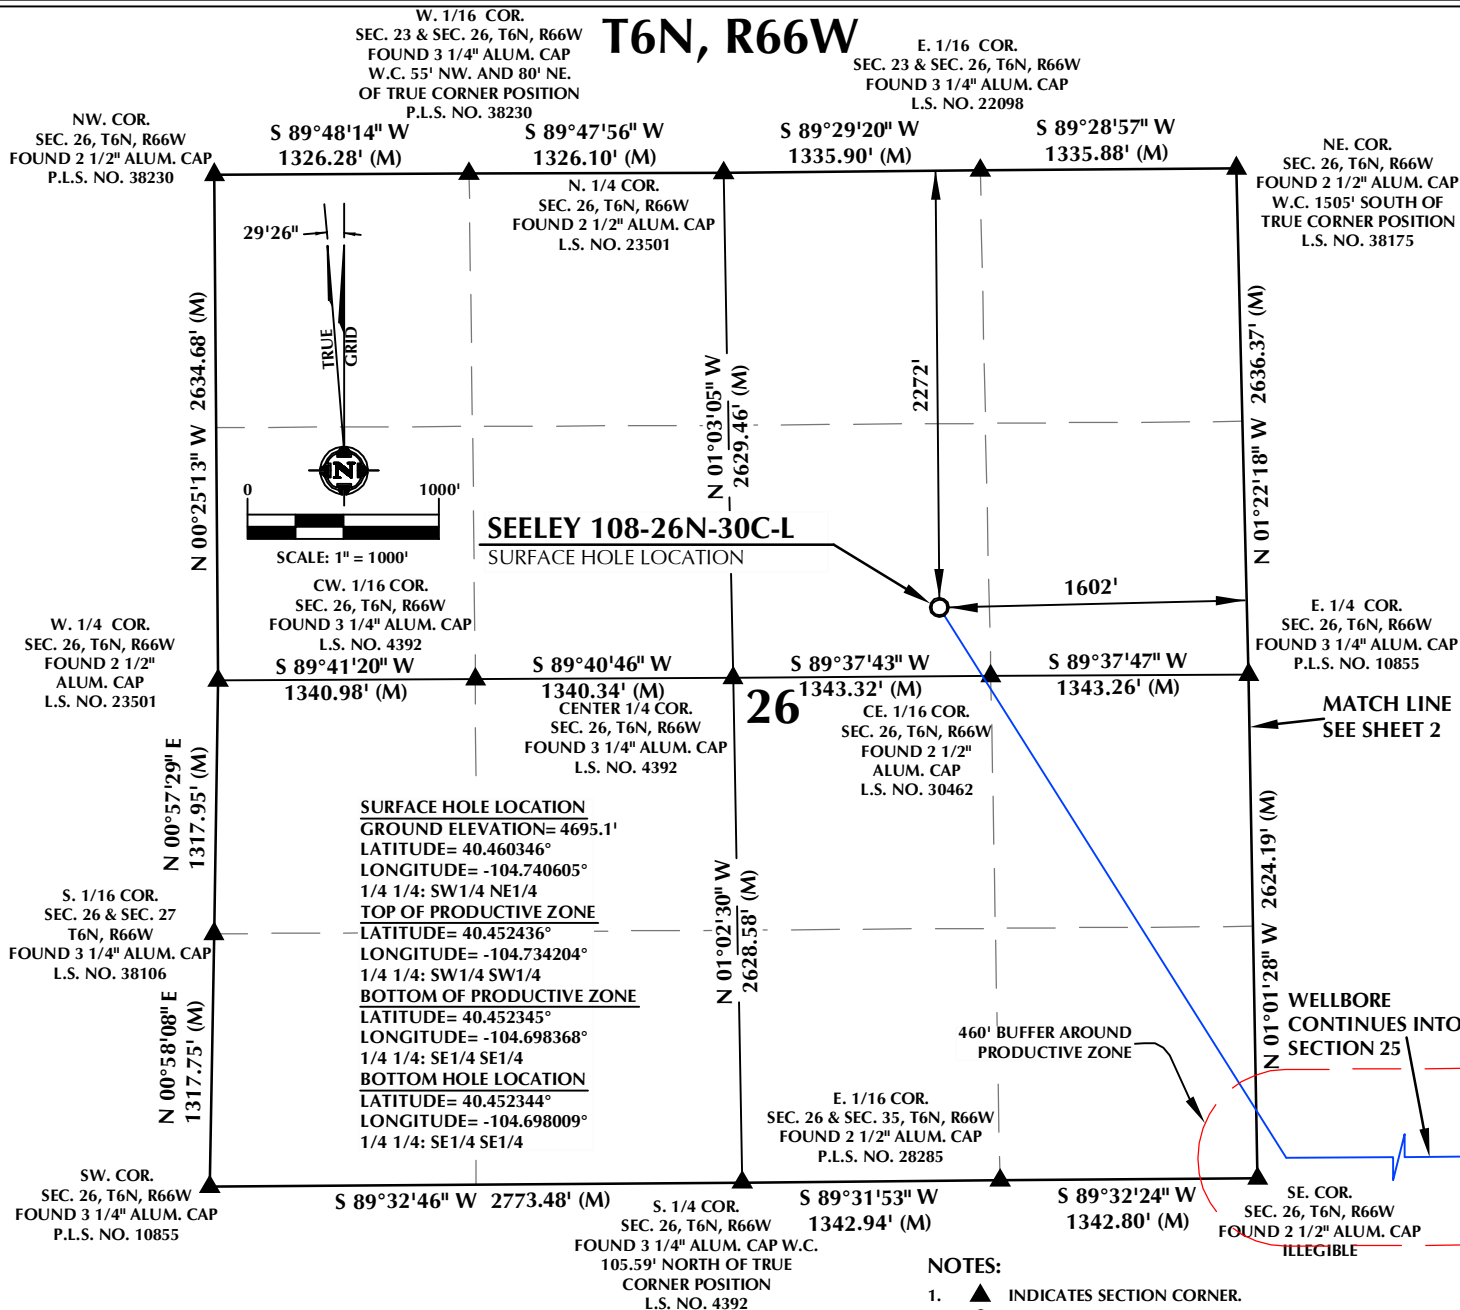 T6N, R66W
W. 1/16 COR.
SEC. 23 & SEC. 26, T6N, R66W
FOUND 3 1/4" ALUM. CAP
W.C. 55' NW. AND 80' NE.
OF TRUE CORNER POSITION
P.L.S. NO. 38230
E. 1/16 COR.
SEC. 23 & SEC. 26, T6N, R66W
FOUND 3 1/4" ALUM. CAP
L.S. NO. 22098
NW. COR.
SEC. 26, T6N, R66W
FOUND 2 1/2" ALUM. CAP
P.L.S. NO. 38230
S 89°48'14" W
1326.28' (M)
S 89°47'56" W
1326.10' (M)
S 89°29'20" W
1335.90' (M)
S 89°28'57" W
1335.88' (M)
NE. COR.
SEC. 26, T6N, R66W
FOUND 2 1/2" ALUM. CAP
W.C. 1505' SOUTH OF
TRUE CORNER POSITION
L.S. NO. 38175
N. 1/4 COR.
SEC. 26, T6N, R66W
FOUND 2 1/2" ALUM. CAP
L.S. NO. 23501
29'26"
TRUE
GRID
N
0 1000'
SCALE: 1" = 1000'
N 00°25'13" W 2634.68' (M)
N 01°03'05" W
2629.46' (M)
2272'
N 01°22'18" W 2636.37' (M)
SEELEY 108-26N-30C-L
SURFACE HOLE LOCATION
1602'
CW. 1/16 COR.
SEC. 26, T6N, R66W
FOUND 3 1/4" ALUM. CAP
L.S. NO. 4392
W. 1/4 COR.
SEC. 26, T6N, R66W
FOUND 2 1/2"
ALUM. CAP
L.S. NO. 23501
E. 1/4 COR.
SEC. 26, T6N, R66W
FOUND 3 1/4" ALUM. CAP
P.L.S. NO. 10855
S 89°41'20" W
1340.98' (M)
S 89°40'46" W
1340.34' (M)
S 89°37'43" W
1343.32' (M)
S 89°37'47" W
1343.26' (M)
CENTER 1/4 COR.
SEC. 26, T6N, R66W
FOUND 3 1/4" ALUM. CAP
L.S. NO. 4392
26
CE. 1/16 COR.
SEC. 26, T6N, R66W
FOUND 2 1/2"
ALUM. CAP
L.S. NO. 30462
MATCH LINE
SEE SHEET 2
N 00°57'29" E
1317.95' (M)
SURFACE HOLE LOCATION
GROUND ELEVATION= 4695.1'
LATITUDE= 40.460346°
LONGITUDE= -104.740605°
1/4 1/4: SW1/4 NE1/4
TOP OF PRODUCTIVE ZONE
LATITUDE= 40.452436°
LONGITUDE= -104.734204°
1/4 1/4: SW1/4 SW1/4
BOTTOM OF PRODUCTIVE ZONE
LATITUDE= 40.452345°
LONGITUDE= -104.698368°
1/4 1/4: SE1/4 SE1/4
BOTTOM HOLE LOCATION
LATITUDE= 40.452344°
LONGITUDE= -104.698009°
1/4 1/4: SE1/4 SE1/4
S. 1/16 COR.
SEC. 26 & SEC. 27
T6N, R66W
FOUND 3 1/4" ALUM. CAP
L.S. NO. 38106
N 01°02'30" W
2628.58' (M)
N 01°01'28" W 2624.19' (M)
N 00°58'08" E
1317.75' (M)
460' BUFFER AROUND
PRODUCTIVE ZONE
WELLBORE
CONTINUES INTO
SECTION 25
E. 1/16 COR.
SEC. 26 & SEC. 35, T6N, R66W
FOUND 2 1/2" ALUM. CAP
P.L.S. NO. 28285
SW. COR.
SEC. 26, T6N, R66W
FOUND 3 1/4" ALUM. CAP
P.L.S. NO. 10855
S 89°32'46" W 2773.48' (M)
S 89°31'53" W
1342.94' (M)
S 89°32'24" W
1342.80' (M)
S. 1/4 COR.
SEC. 26, T6N, R66W
FOUND 3 1/4" ALUM. CAP W.C.
105.59' NORTH OF TRUE
CORNER POSITION
L.S. NO. 4392
SE. COR.
SEC. 26, T6N, R66W
FOUND 2 1/2" ALUM. CAP
ILLEGIBLE
NOTES:
1. ▲ INDICATES SECTION CORNER.